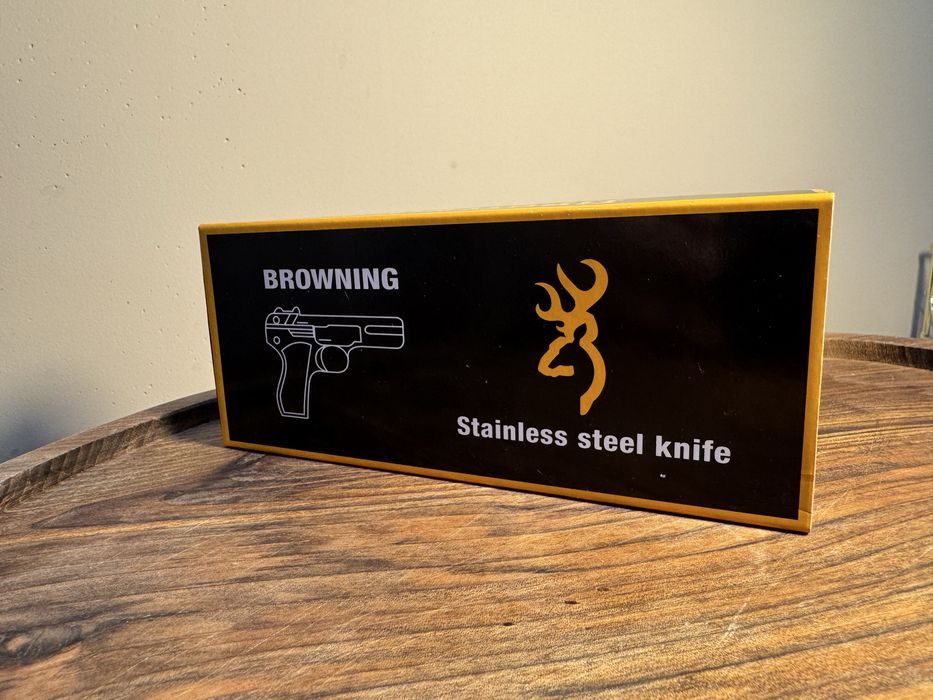 BROWNING
Stainless steel knife